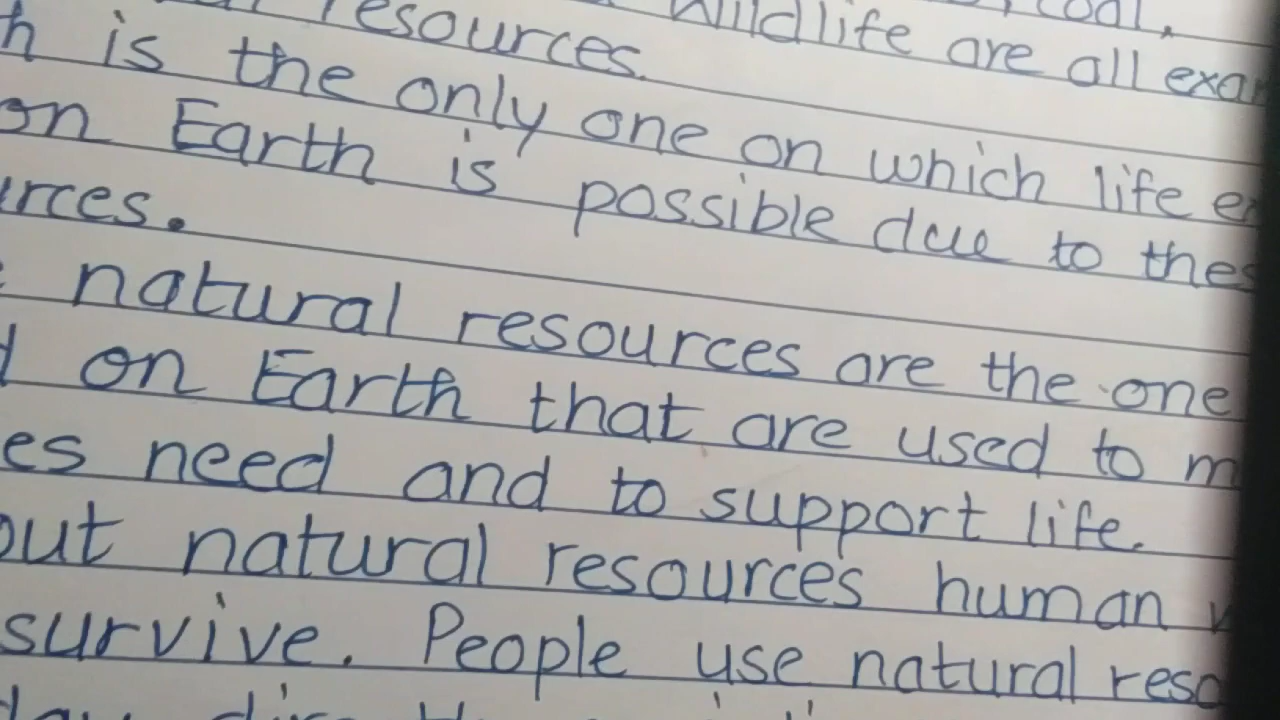 coal.
resources. Wildlife are all exa
h is the only one on which life e
on Earth is possible due to thes
urces.
natural resources are the one
d on Earth that are used to m
es need and to support life.
out natural resources human w
survive. People use natural reso